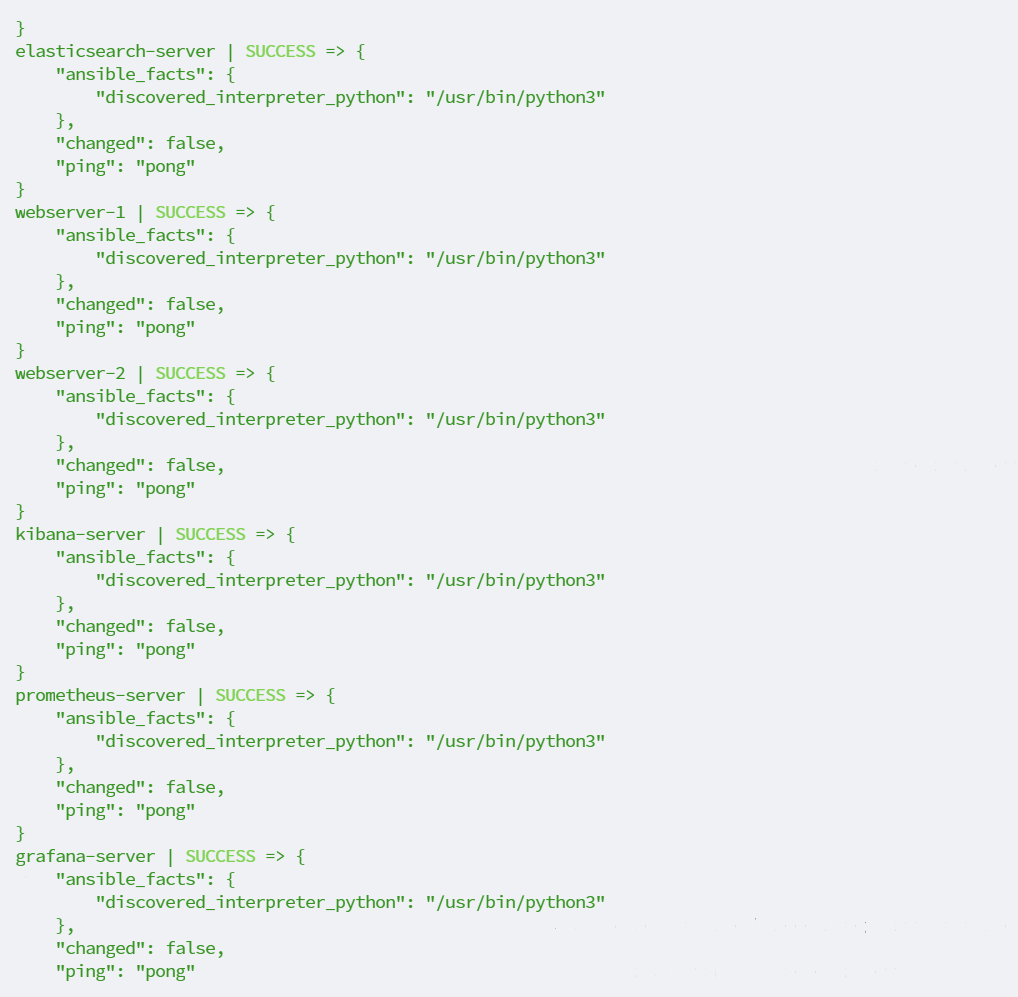 }
elasticsearch-server | SUCCESS => {
    "ansible_facts": {
        "discovered_interpreter_python": "/usr/bin/python3"
    },
    "changed": false,
    "ping": "pong"
}
webserver-1 | SUCCESS => {
    "ansible_facts": {
        "discovered_interpreter_python": "/usr/bin/python3"
    },
    "changed": false,
    "ping": "pong"
}
webserver-2 | SUCCESS => {
    "ansible_facts": {
        "discovered_interpreter_python": "/usr/bin/python3"
    },
    "changed": false,
    "ping": "pong"
}
kibana-server | SUCCESS => {
    "ansible_facts": {
        "discovered_interpreter_python": "/usr/bin/python3"
    },
    "changed": false,
    "ping": "pong"
}
prometheus-server | SUCCESS => {
    "ansible_facts": {
        "discovered_interpreter_python": "/usr/bin/python3"
    },
    "changed": false,
    "ping": "pong"
}
grafana-server | SUCCESS => {
    "ansible_facts": {
        "discovered_interpreter_python": "/usr/bin/python3"
    },
    "changed": false,
    "ping": "pong"